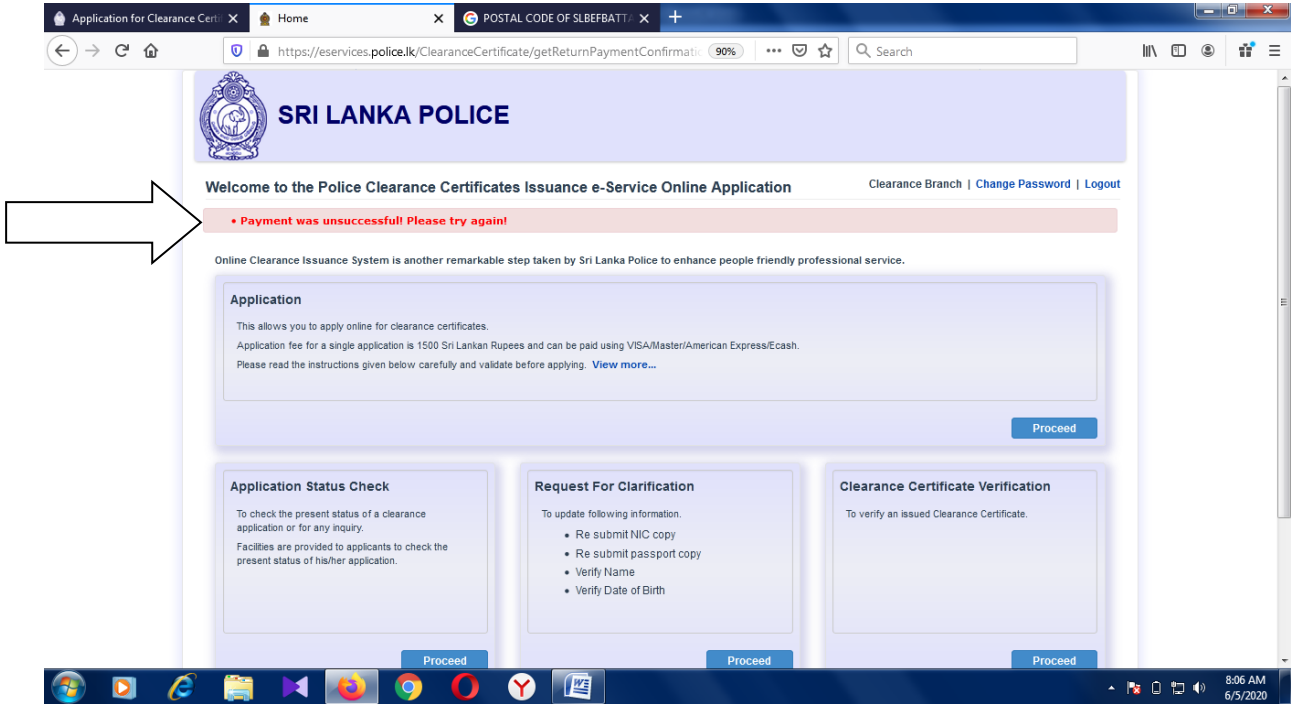 Application for Clearance Certi
Home
POSTAL CODE OF SLBEFBATTA
https://eservices.police.lk/ClearanceCertificate/getReturnPaymentConfirmatic
90%
Search
SRI LANKA POLICE
Welcome to the Police Clearance Certificates Issuance e-Service Online Application
Clearance Branch | Change Password | Logout
• Payment was unsuccessful! Please try again!
Online Clearance Issuance System is another remarkable step taken by Sri Lanka Police to enhance people friendly professional service.
Application
This allows you to apply online for clearance certificates.
Application fee for a single application is 1500 Sri Lankan Rupees and can be paid using VISA/Master/American Express/Ecash.
Please read the instructions given below carefully and validate before applying. View more...
Proceed
Application Status Check
To check the present status of a clearance
application or for any inquiry.
Facilities are provided to applicants to check the
present status of his/her application.
Proceed
Request For Clarification
To update following information.
• Re submit NIC copy
• Re submit passport copy
• Verify Name
• Verify Date of Birth
Proceed
Clearance Certificate Verification
To verify an issued Clearance Certificate.
Proceed
8:06 AM
6/5/2020